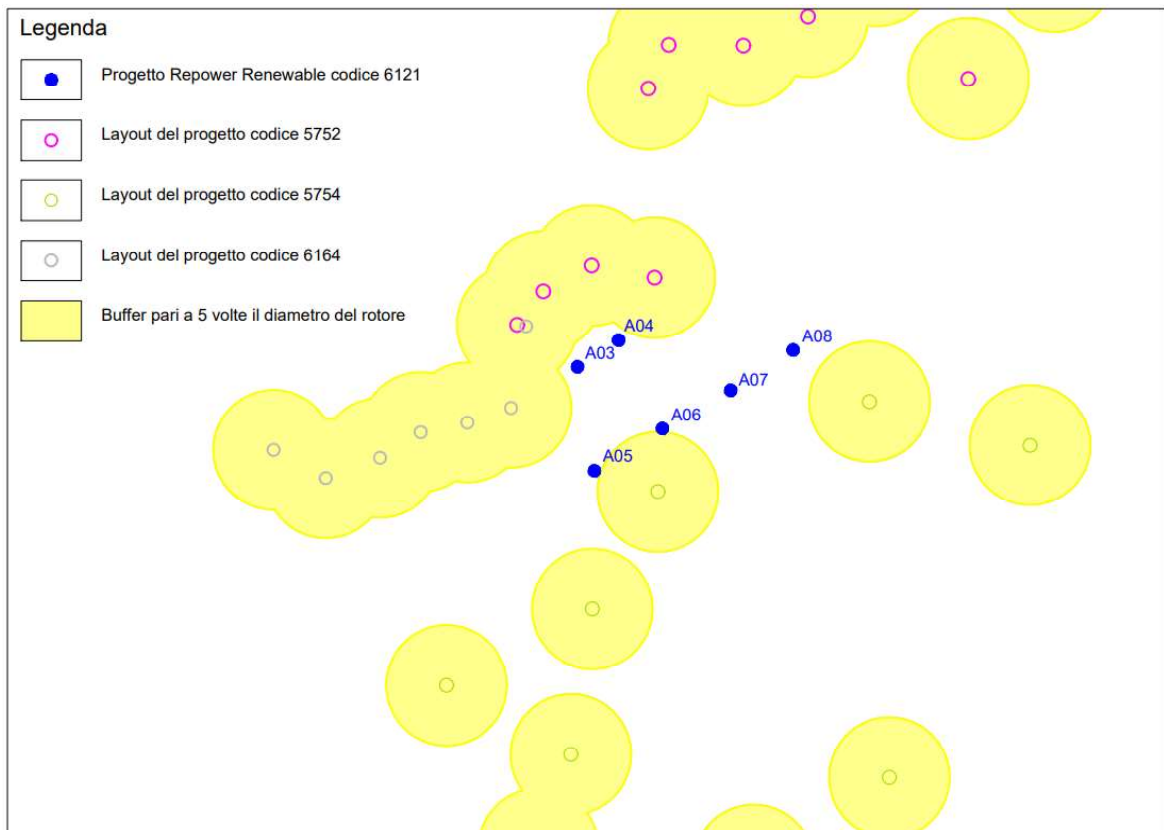 Legenda
Progetto Repower Renewable codice 6121
Layout del progetto codice 5752
Layout del progetto codice 5754
Layout del progetto codice 6164
Buffer pari a 5 volte il diametro del rotore
A04
A03
A08
A07
A06
A05